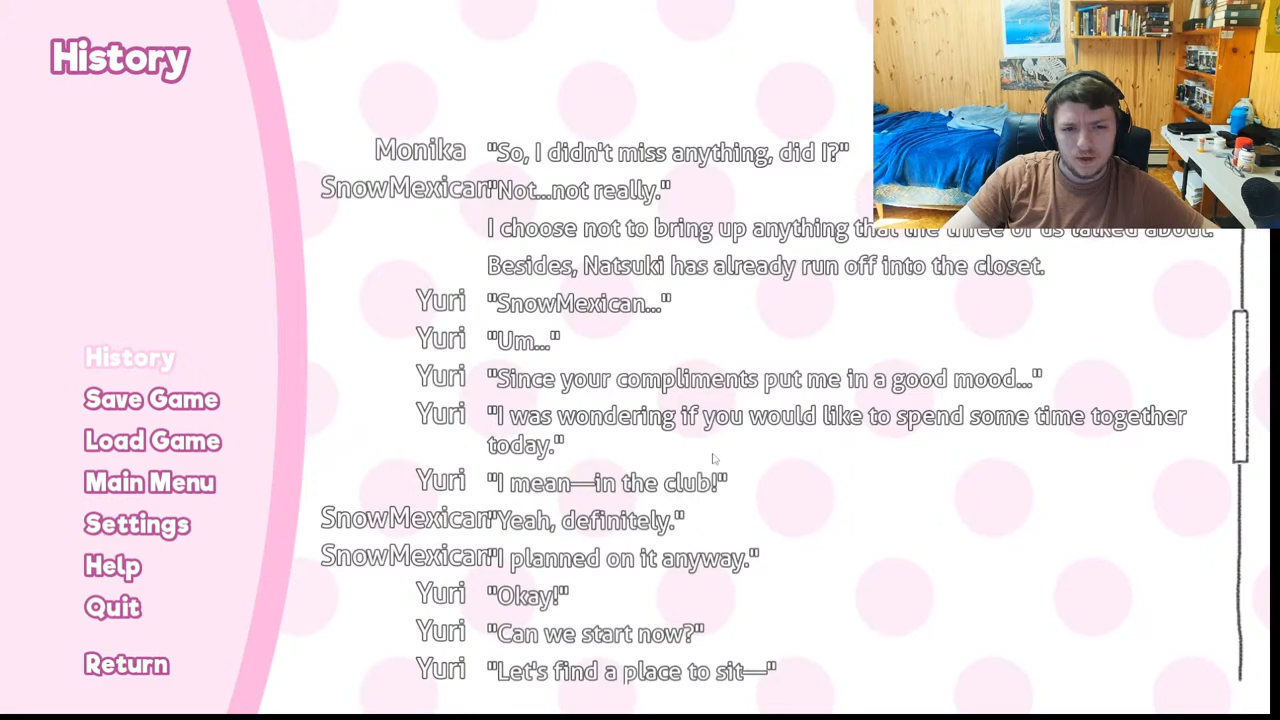 History
Monika "So, I didn't miss anything, did I?"
SnowMexican "Not...not really."
I choose not to bring up anything that the three of us talked about.
Besides, Natsuki has already run off into the closet.
Yuri "SnowMexican..."
Yuri "Um..."
Yuri "Since your compliments put me in a good mood..."
Yuri "I was wondering if you would like to spend some time together
today."
Yuri "I mean—in the club!"
SnowMexican "Yeah, definitely."
SnowMexican "I planned on it anyway."
Yuri "Okay!"
Yuri "Can we start now?"
Yuri "Let's find a place to sit—"
History
Save Game
Load Game
Main Menu
Settings
Help
Quit
Return